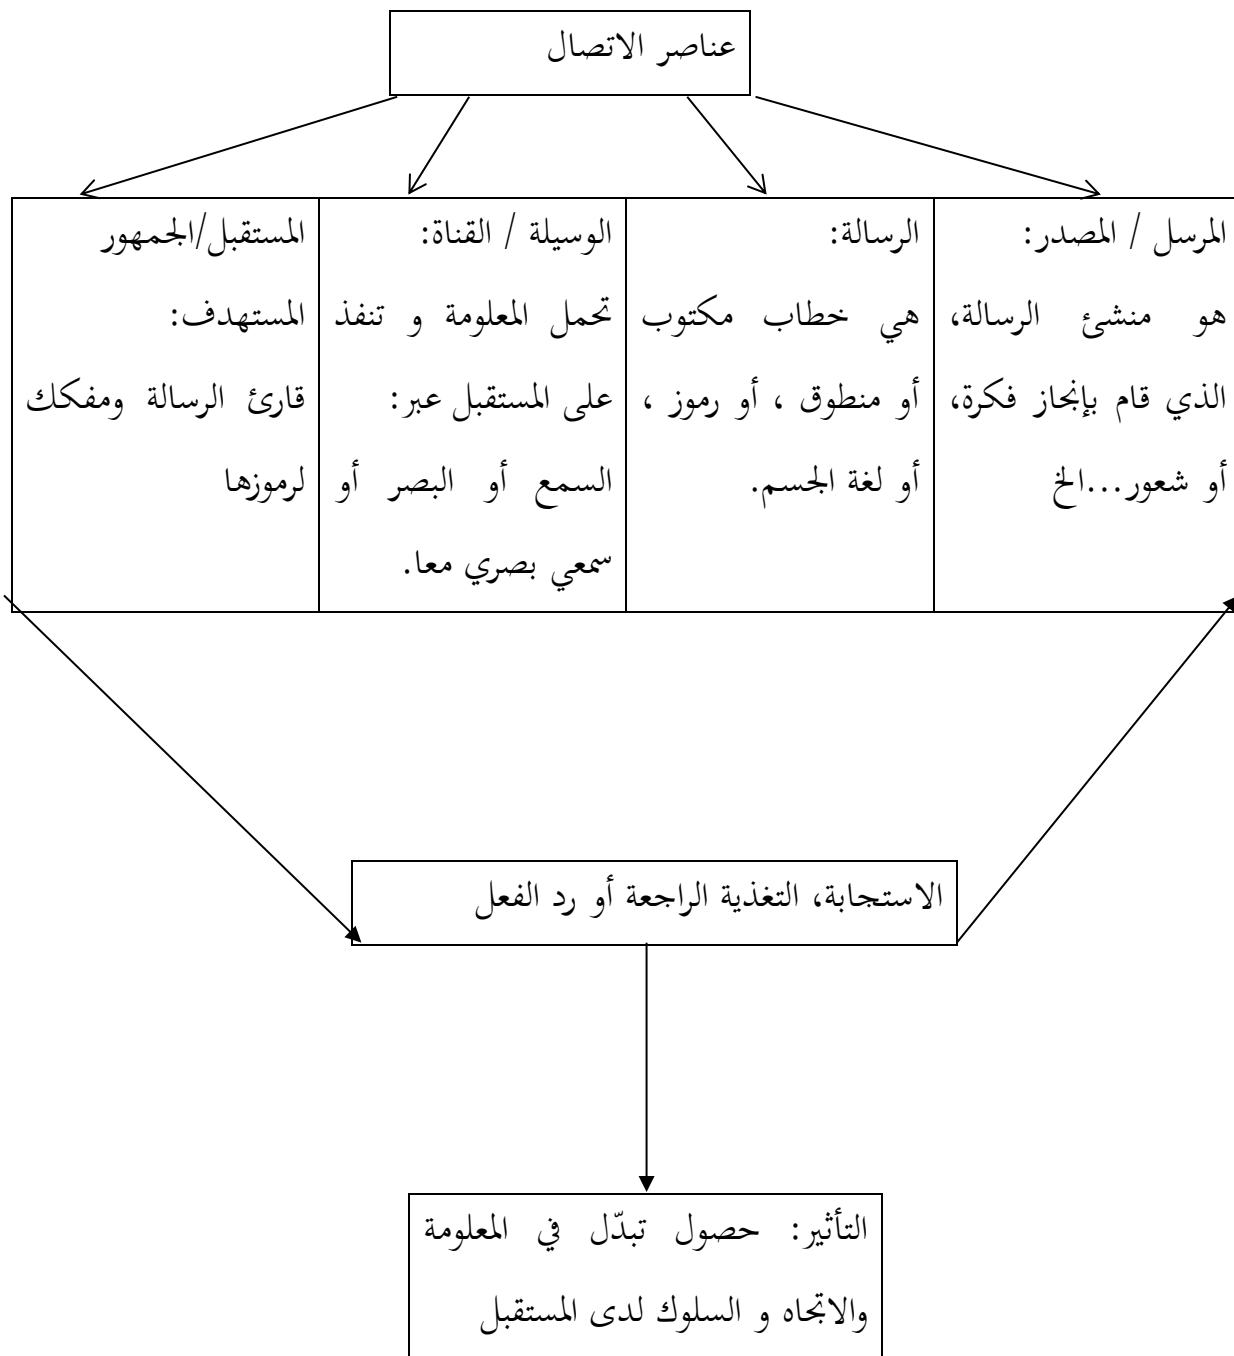 عناصر الاتصال
المرسل / المصدر:
هو منشئ الرسالة،
الذي قام بإنجاز فكرة،
أو شعور...الخ
الرسالة:
هي خطاب مكتوب
أو منطوق ، أو رموز ،
أو لغة الجسم.
الوسيلة / القناة:
تحمل المعلومة و تنفذ
على المستقبل عبر:
السمع أو البصر أو
سمعي بصري معا.
المستقبل/الجمهور
المستهدف:
قارئ الرسالة ومفكك
لرموزها
الاستجابة، التغذية الراجعة أو رد الفعل
التأثير: حصول تبدّل في المعلومة
والاتجاه و السلوك لدى المستقبل